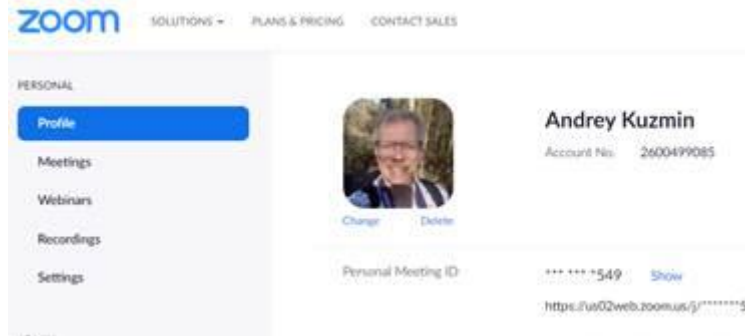 zoom SOLUTIONS PLANS & PRICING CONTACT SALES
PERSONAL
Profile
Meetings
Webinars
Recordings
Settings
Andrey Kuzmin
Account No. 2600499085
Change Delete
Personal Meeting ID *** *** *549 Show
https://us02web.zoom.us/j/*******5